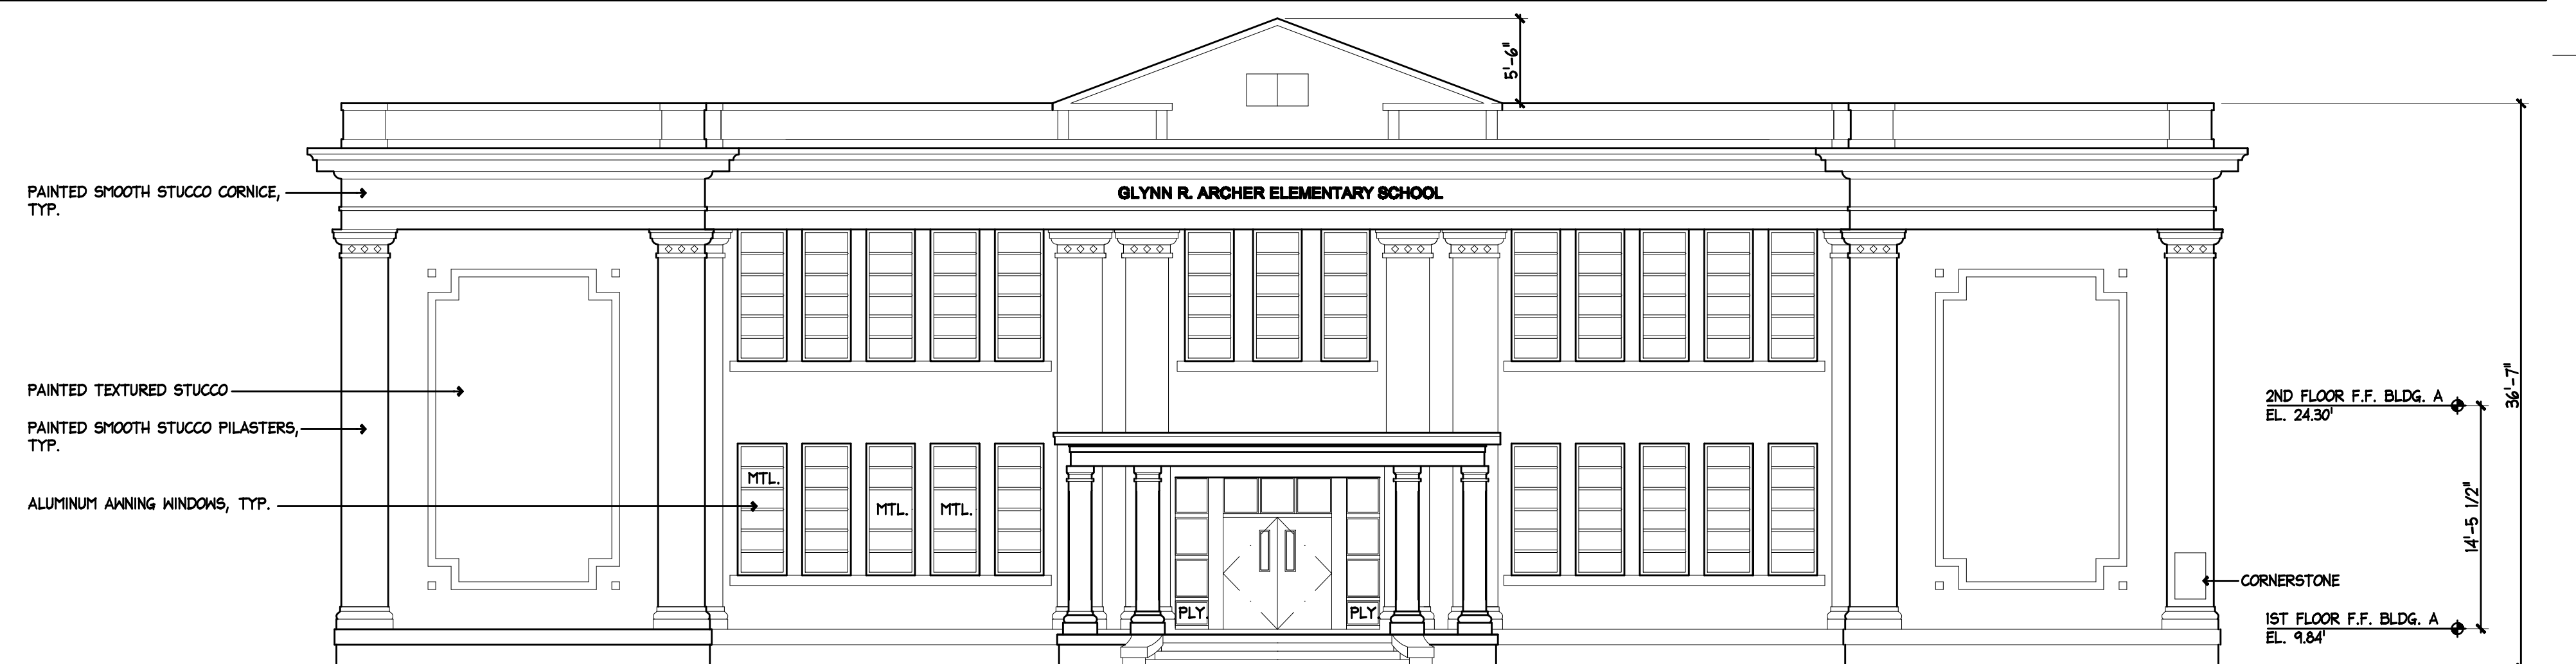 5'-6"
PAINTED SMOOTH STUCCO CORNICE,
TYP.
GLYNN R. ARCHER ELEMENTARY SCHOOL
PAINTED TEXTURED STUCCO
PAINTED SMOOTH STUCCO PILASTERS,
TYP.
ALUMINUM AWNING WINDOWS, TYP.
MTL.
MTL.
MTL.
PLY.
PLY.
36'-7"
2ND FLOOR F.F. BLDG. A
EL. 24.30'
14'-5 1/2"
CORNERSTONE
1ST FLOOR F.F. BLDG. A
EL. 9.84'